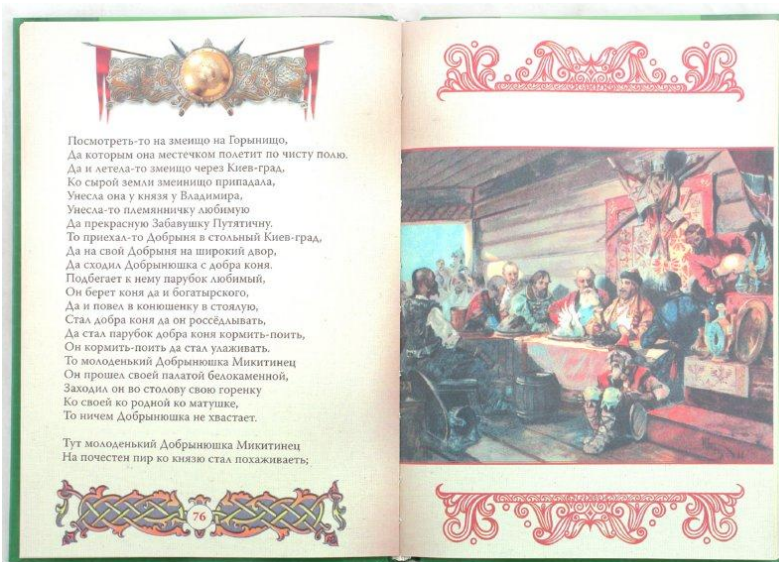 Посмотреть-то на змеищо на Горынищо,
Да которым она местечком полетит по чисту полю.
Да и летела-то змеищо через Киев-град,
Ко сырой земли змеинищо припадала,
Унесла она у князя у Владимира,
Унесла-то племянничку любимую
Да прекрасную Забавушку Путятичну.
То приехал-то Добрыня в стольный Киев-град,
Да на свой Добрыня на широкий двор,
Да сходил Добрынюшка с добра коня.
Подбегает к нему парубок любимый,
Он берет коня да и богатырского,
Да и повел в конюшенку в стоялую,
Стал добра коня да он россёдлывать,
Да стал парубок добра коня кормить-поить,
Он кормить-поить да стал улаживать.
То молоденький Добрынюшка Микитинец
Он прошел своей палатой белокаменной,
Заходил он во столову свою горенку
Ко своей ко родной ко матушке,
То ничем Добрынюшка не хвастает.
Тут молоденький Добрынюшка Микитинец
На почестен пир ко князю стал похаживаеть;
76